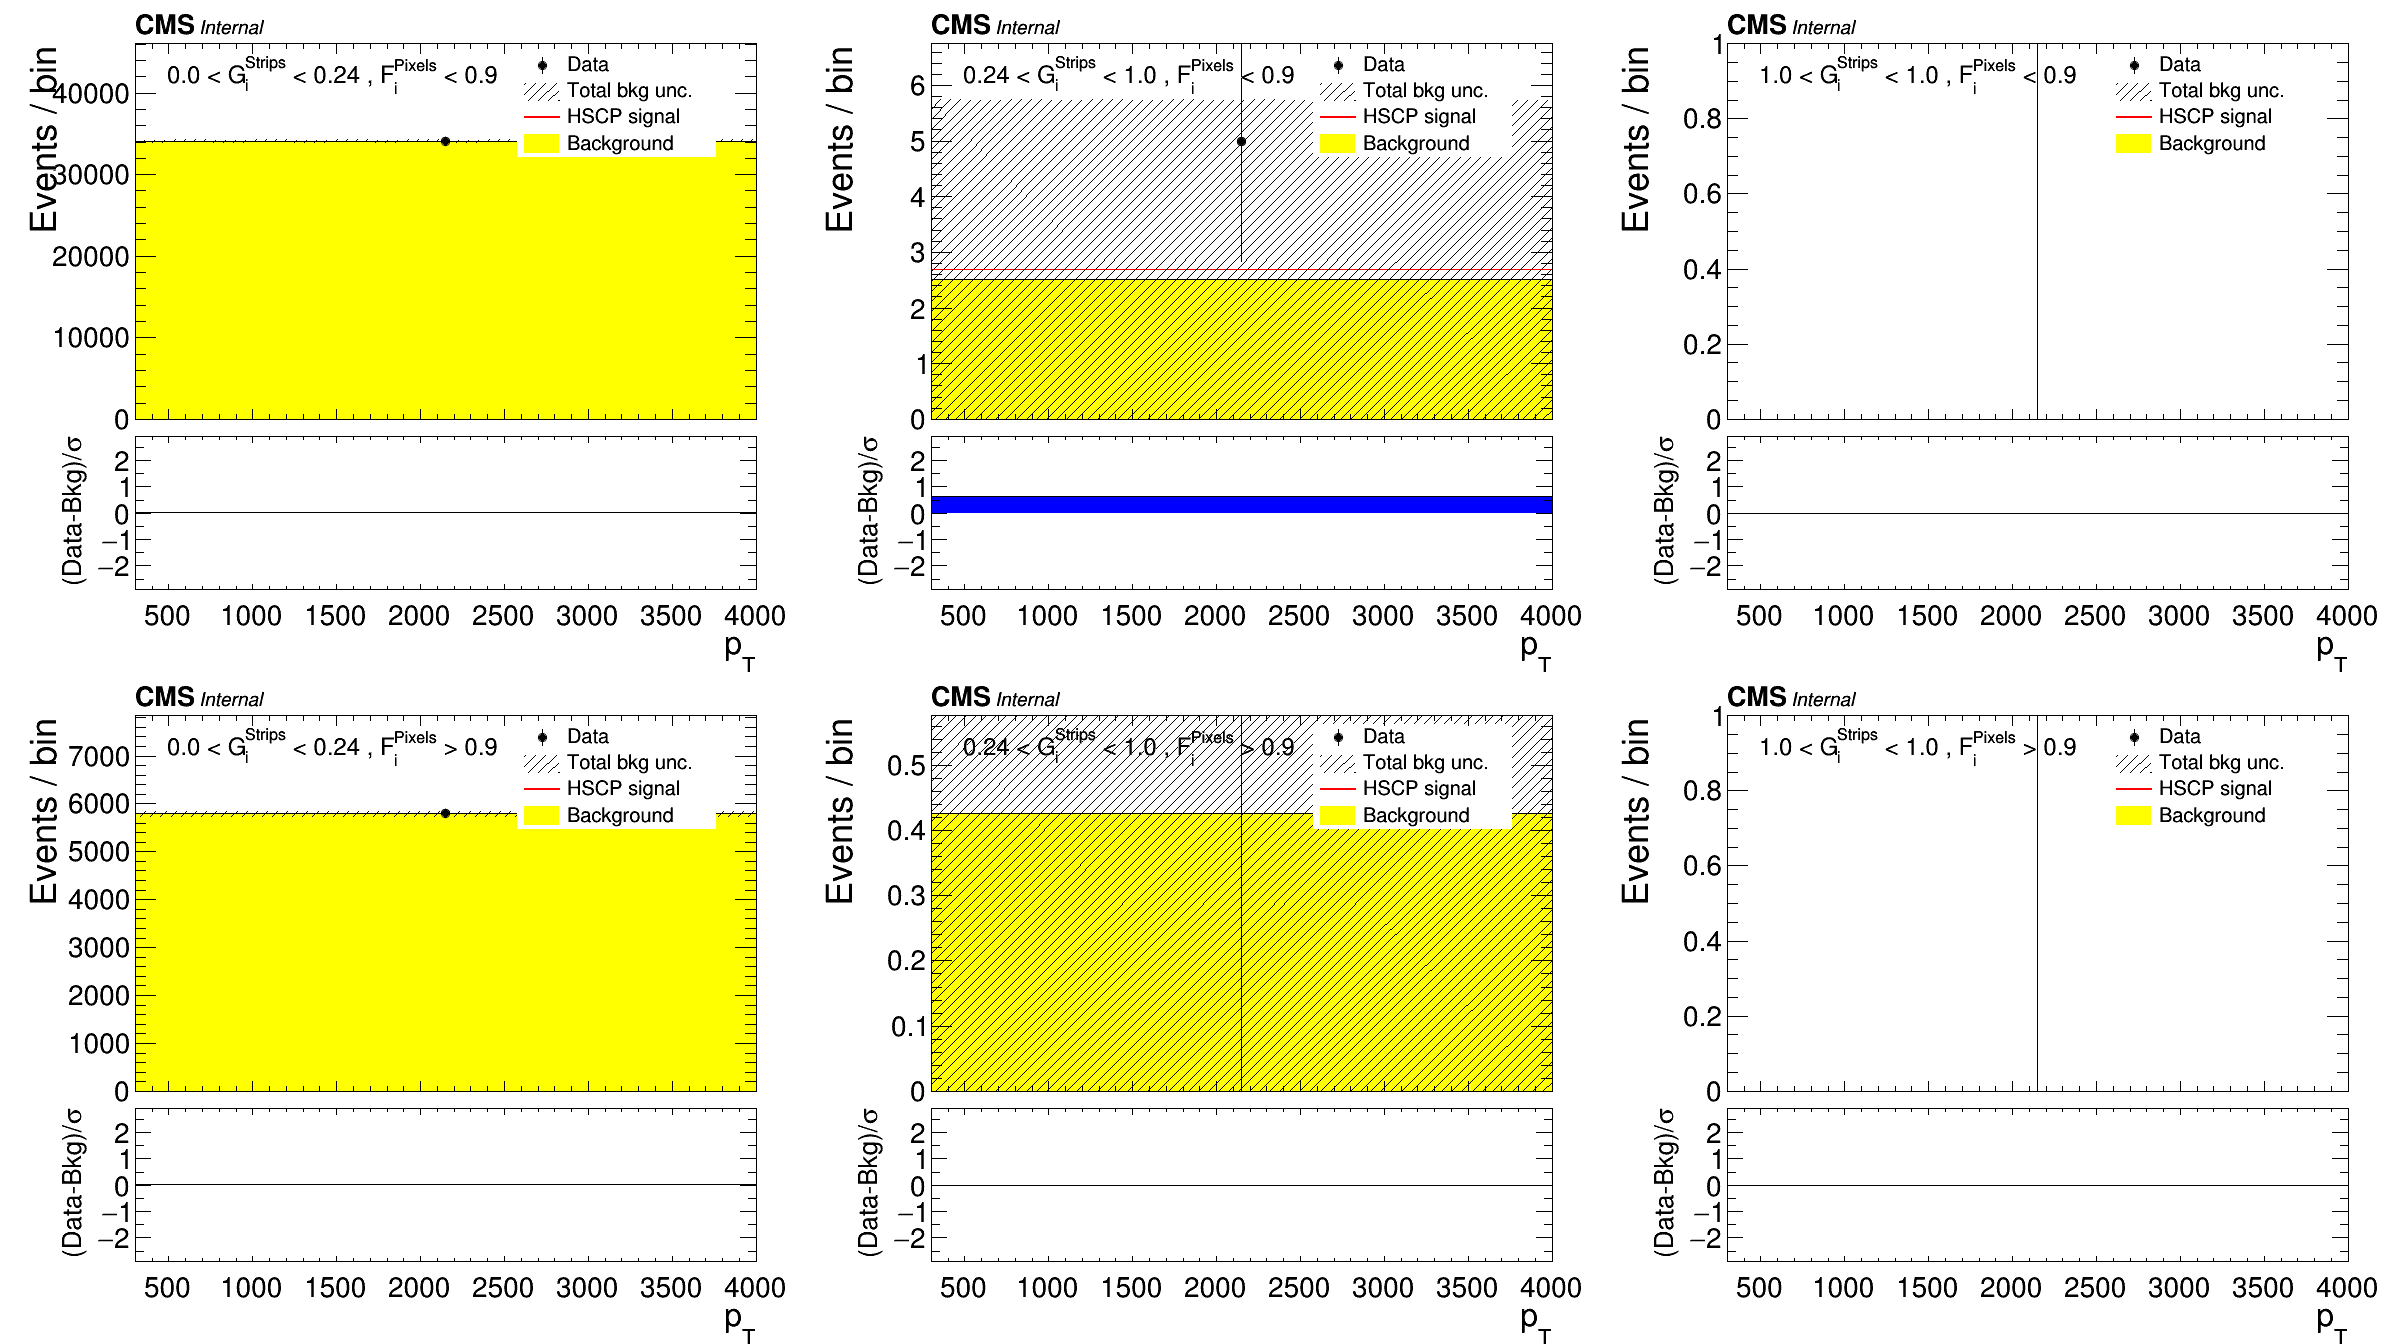 CMS Internal
0.0 < G_i^Strips < 0.24 , F_i^Pixels < 0.9
Data
Total bkg unc.
HSCP signal
Background
Events / bin
40000
30000
20000
10000
0
(Data-Bkg)/σ
2
1
0
−1
−2
500 1000 1500 2000 2500 3000 3500 4000
p_T
CMS Internal
0.24 < G_i^Strips < 1.0 , F_i^Pixels < 0.9
Data
Total bkg unc.
HSCP signal
Background
Events / bin
6
5
4
3
2
1
0
(Data-Bkg)/σ
2
1
0
−1
−2
500 1000 1500 2000 2500 3000 3500 4000
p_T
CMS Internal
1.0 < G_i^Strips < 1.0 , F_i^Pixels < 0.9
Data
Total bkg unc.
HSCP signal
Background
Events / bin
1
0.8
0.6
0.4
0.2
0
(Data-Bkg)/σ
2
1
0
−1
−2
500 1000 1500 2000 2500 3000 3500 4000
p_T
CMS Internal
0.0 < G_i^Strips < 0.24 , F_i^Pixels > 0.9
Data
Total bkg unc.
HSCP signal
Background
Events / bin
7000
6000
5000
4000
3000
2000
1000
0
(Data-Bkg)/σ
2
1
0
−1
−2
500 1000 1500 2000 2500 3000 3500 4000
p_T
CMS Internal
0.24 < G_i^Strips < 1.0 , F_i^Pixels > 0.9
Data
Total bkg unc.
HSCP signal
Background
Events / bin
0.5
0.4
0.3
0.2
0.1
0
(Data-Bkg)/σ
2
1
0
−1
−2
500 1000 1500 2000 2500 3000 3500 4000
p_T
CMS Internal
1.0 < G_i^Strips < 1.0 , F_i^Pixels > 0.9
Data
Total bkg unc.
HSCP signal
Background
Events / bin
1
0.8
0.6
0.4
0.2
0
(Data-Bkg)/σ
2
1
0
−1
−2
500 1000 1500 2000 2500 3000 3500 4000
p_T